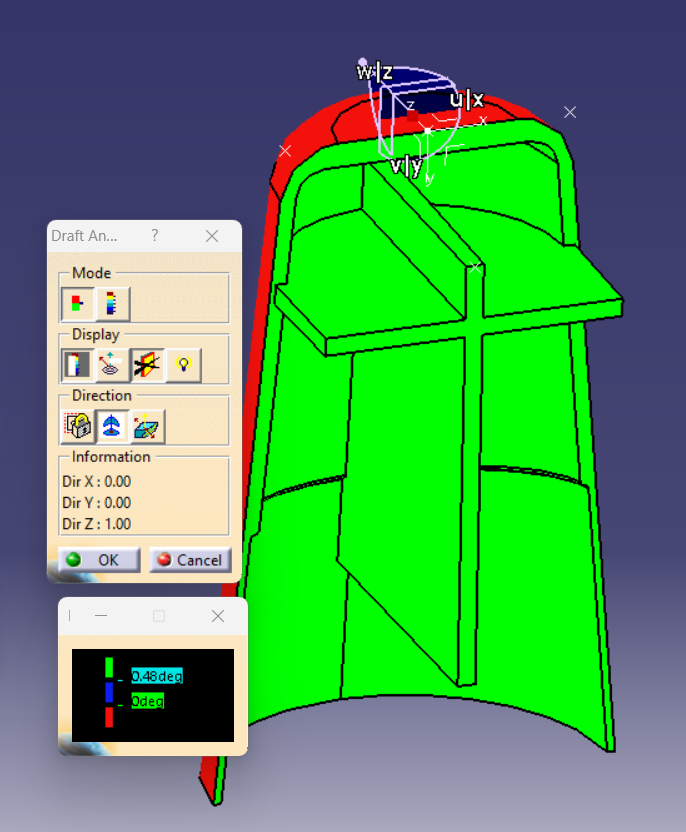 w|z
u|x
z
x
v|y
y
Draft An... ?
Mode
Display
Direction
Information
Dir X : 0.00
Dir Y : 0.00
Dir Z : 1.00
OK Cancel
0.48deg
0deg